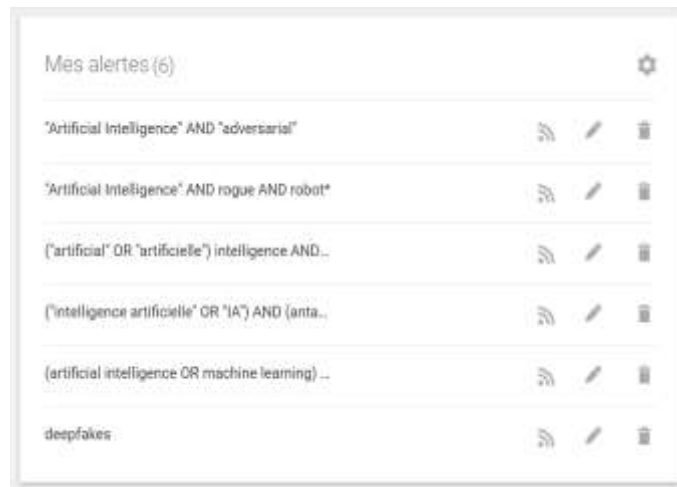 Mes alertes (6)
"Artificial Intelligence" AND "adversarial"
"Artificial Intelligence" AND rogue AND robot*
("artificial" OR "artificielle") intelligence AND...
("intelligence artificielle" OR "IA") AND (anta...
(artificial intelligence OR machine learning) ...
deepfakes